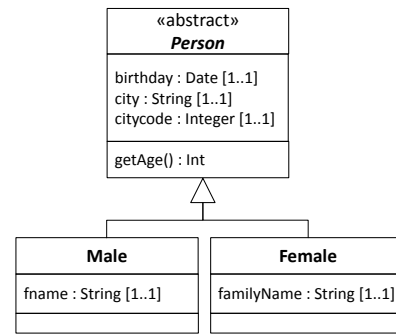 «abstract»
Person
birthday : Date [1..1]
city : String [1..1]
citycode : Integer [1..1]
getAge() : Int
Male
fname : String [1..1]
Female
familyName : String [1..1]